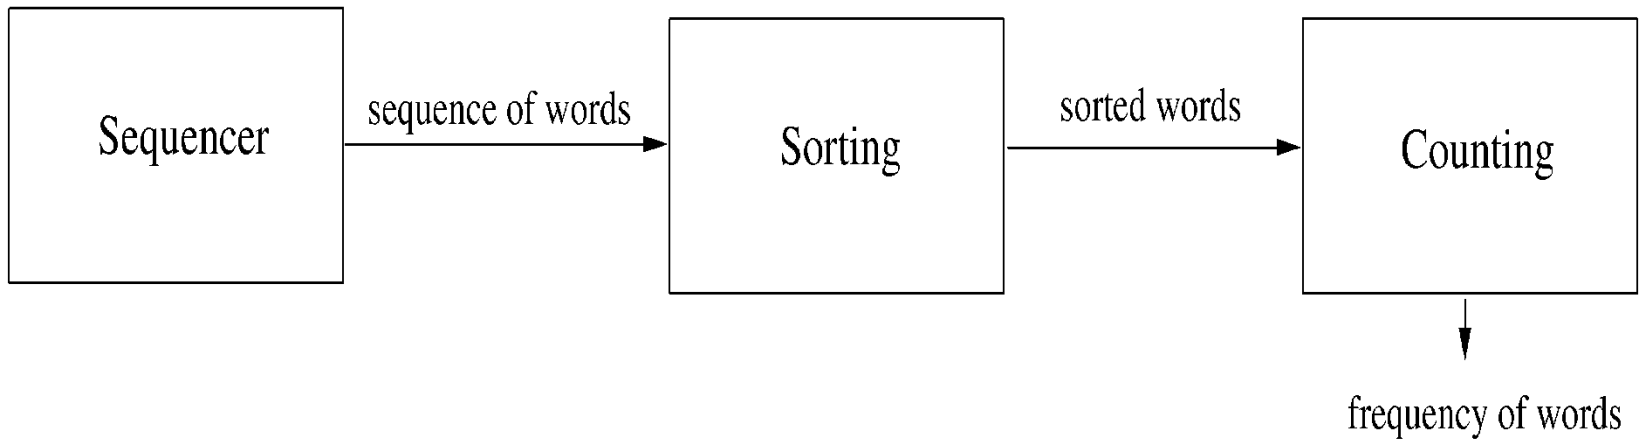 Sequencer
sequence of words
Sorting
sorted words
Counting
frequency of words